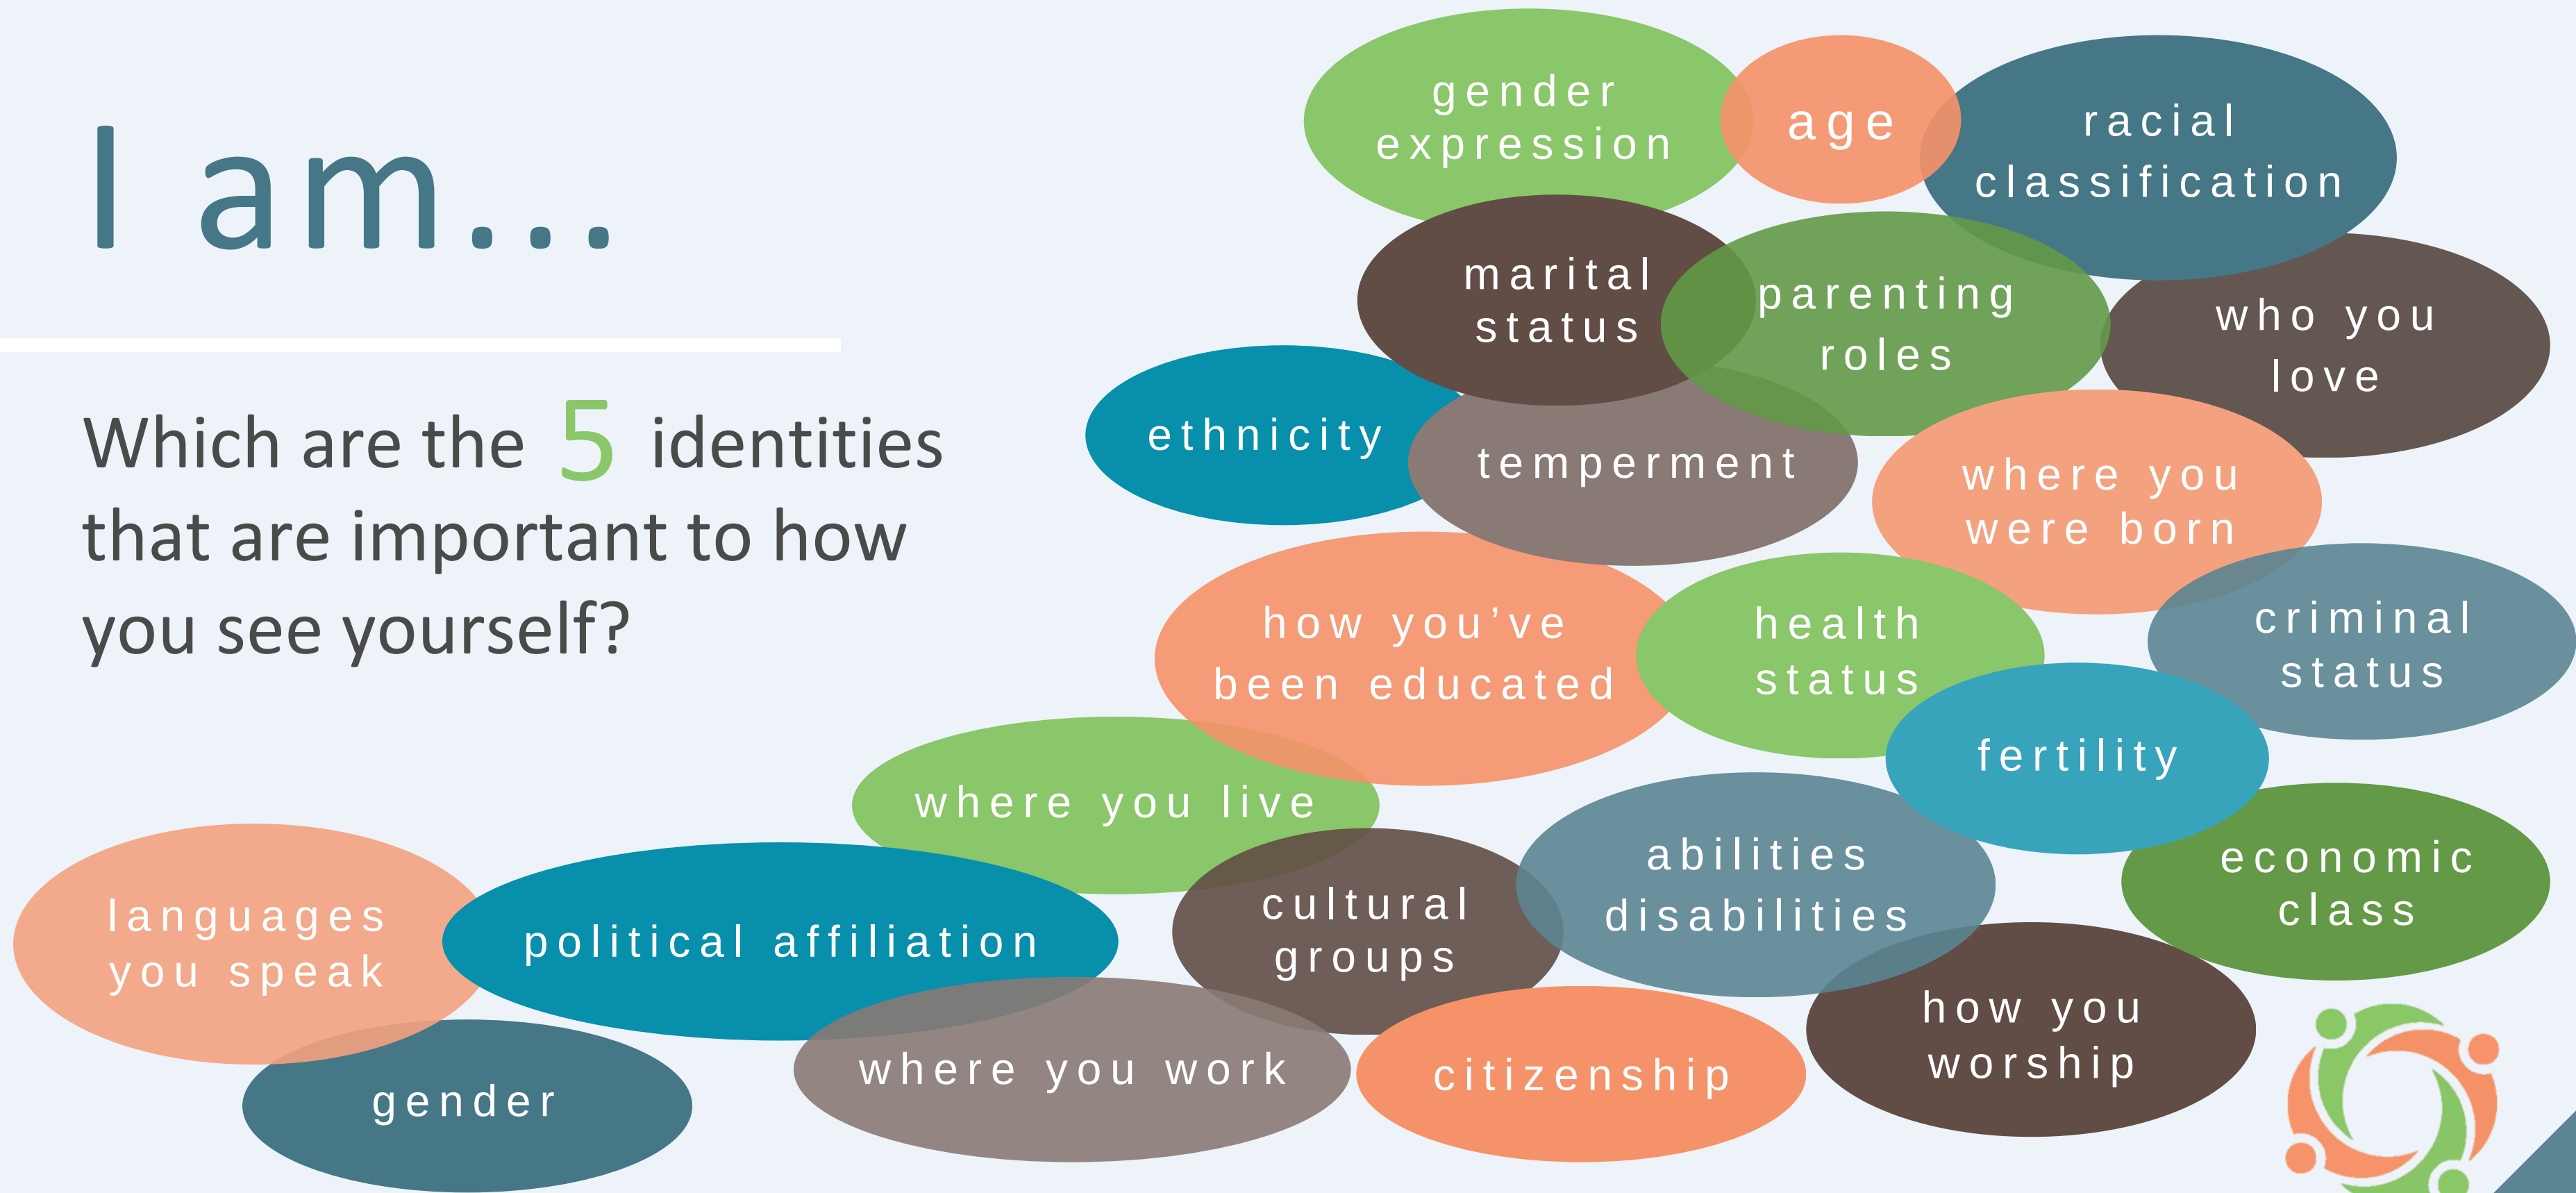 I am...
Which are the 5 identities
that are important to how
you see yourself?
gender
expression
age
racial
classification
marital
status
parenting
roles
who you
love
ethnicity
temperment
where you
were born
how you've
been educated
health
status
criminal
status
fertility
where you live
abilities
disabilities
economic
class
languages
you speak
political affiliation
cultural
groups
how you
worship
where you work
citizenship
gender